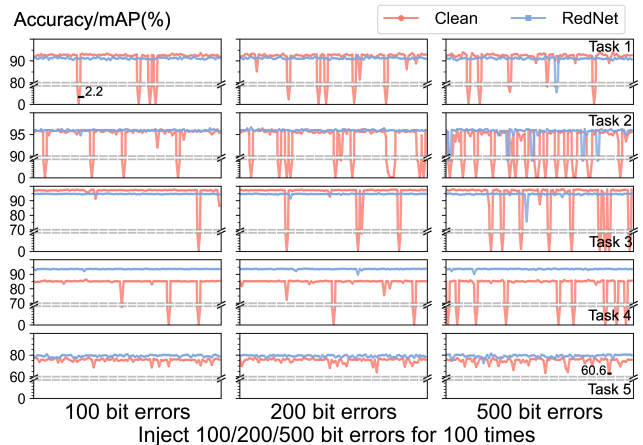 Accuracy/mAP(%)
Clean
RedNet
100
90
80
0
2.2
Task 1
95
90
0
Task 2
90
80
70
0
Task 3
90
80
70
0
Task 4
80
60
0
60.6
Task 5
100 bit errors
200 bit errors
500 bit errors
Inject 100/200/500 bit errors for 100 times